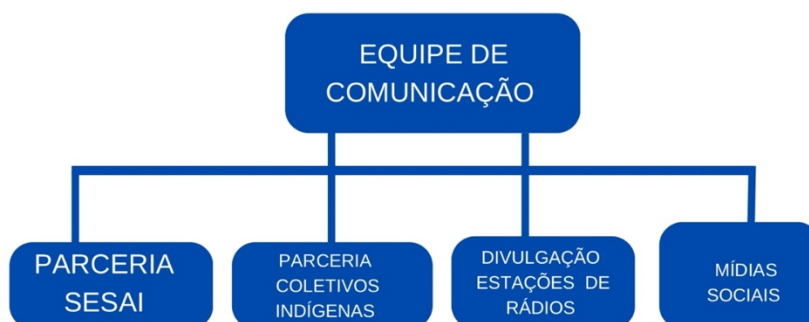 EQUIPE DE
COMUNICAÇÃO
PARCERIA
SESAI
PARCERIA
COLETIVOS
INDÍGENAS
DIVULGAÇÃO
ESTAÇÕES DE
RÁDIOS
MÍDIAS
SOCIAIS